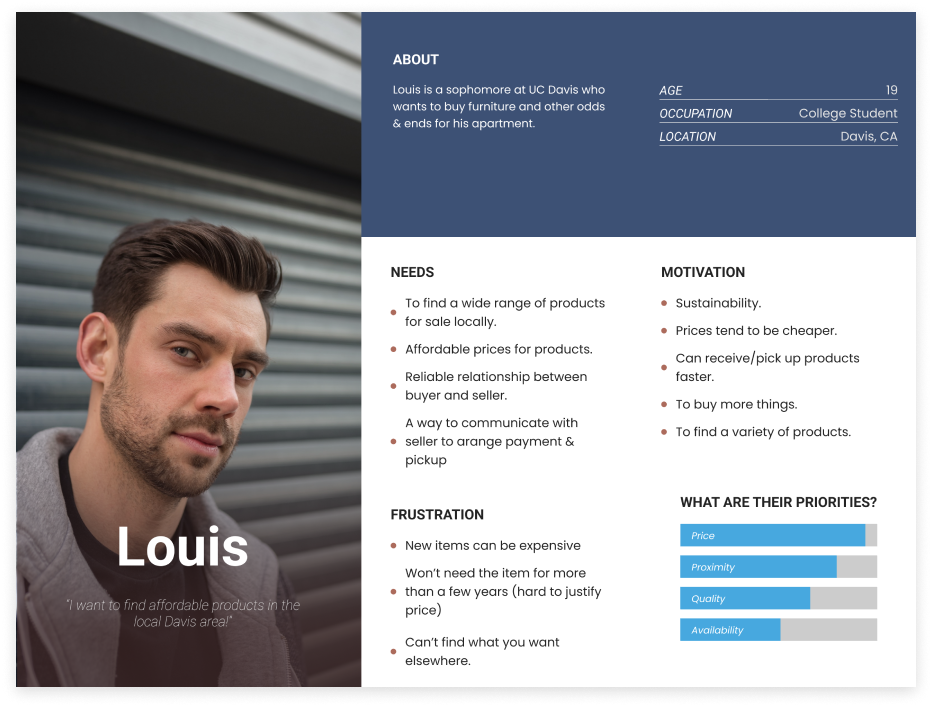 ABOUT
Louis is a sophomore at UC Davis who
wants to buy furniture and other odds
& ends for his apartment.
AGE 19
OCCUPATION College Student
LOCATION Davis, CA
NEEDS
To find a wide range of products
for sale locally.
Affordable prices for products.
Reliable relationship between
buyer and seller.
A way to communicate with
seller to arange payment &
pickup
MOTIVATION
Sustainability.
Prices tend to be cheaper.
Can receive/pick up products
faster.
To buy more things.
To find a variety of products.
FRUSTRATION
New items can be expensive
Won’t need the item for more
than a few years (hard to justify
price)
Can’t find what you want
elsewhere.
WHAT ARE THEIR PRIORITIES?
Price
Proximity
Quality
Availability
Louis
“I want to find affordable products in the
local Davis area!”